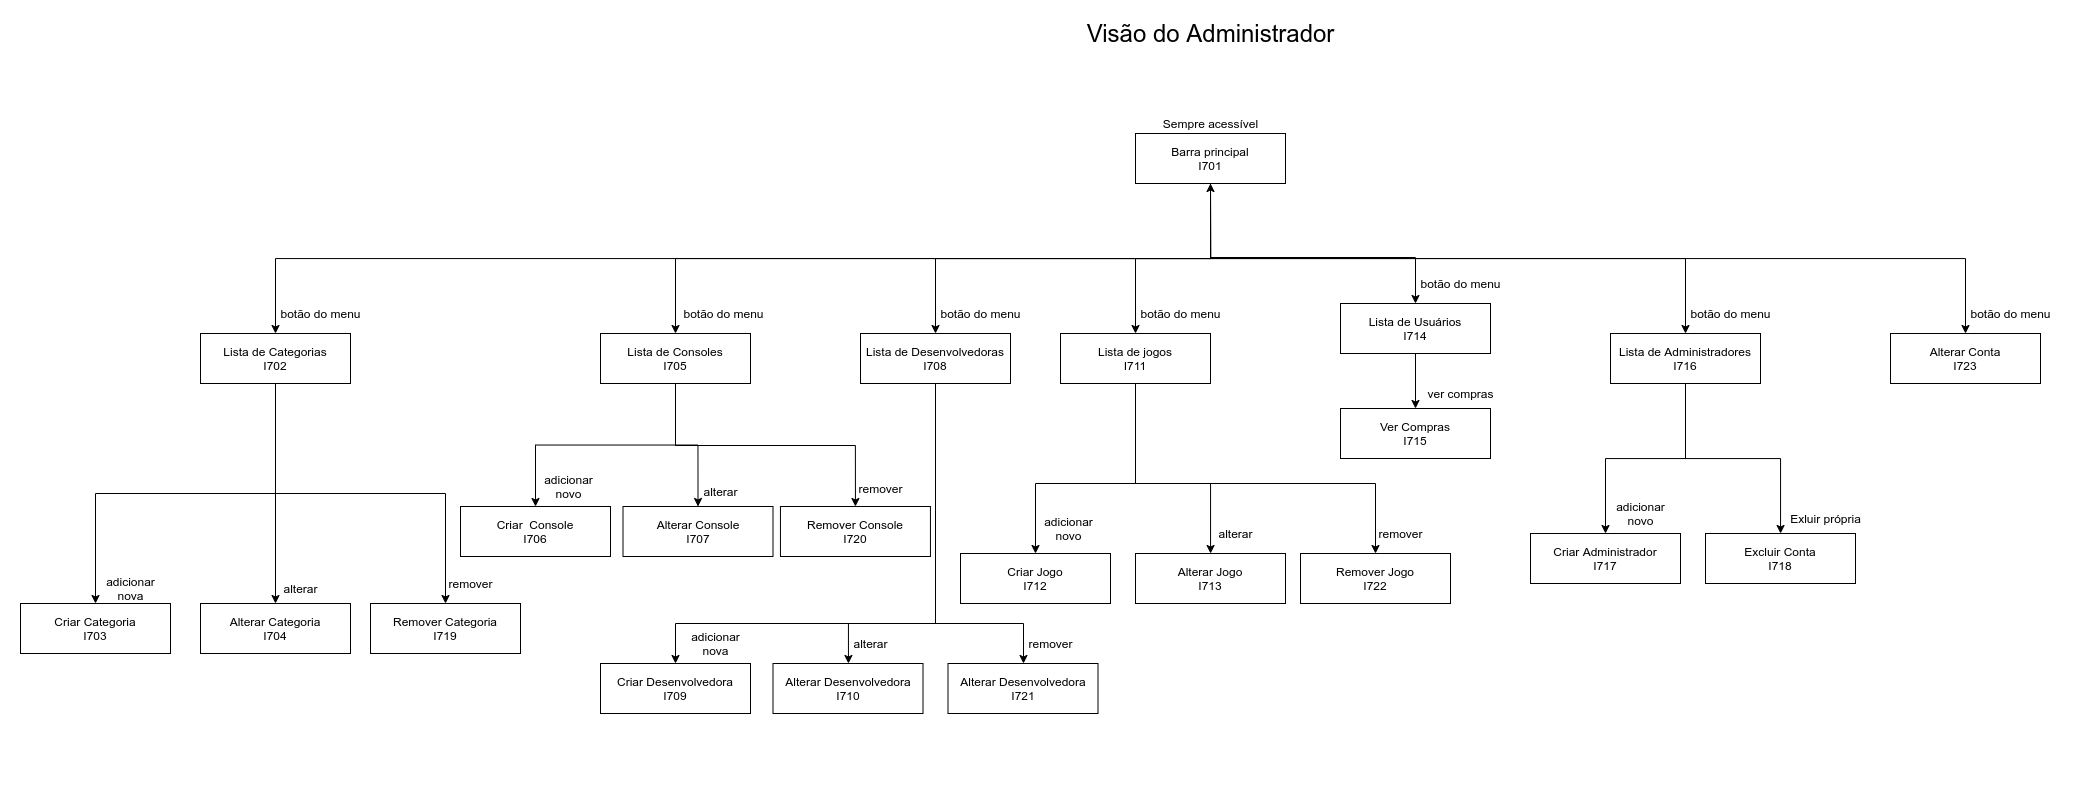 Visão do Administrador
Sempre acessível
Barra principal
I701
botão do menu
Lista de Categorias
I702
botão do menu
Lista de Consoles
I705
botão do menu
Lista de Desenvolvedoras
I708
botão do menu
Lista de jogos
I711
botão do menu
Lista de Usuários
I714
botão do menu
Lista de Administradores
I716
botão do menu
Alterar Conta
I723
ver compras
Ver Compras
I715
adicionar
novo
Criar  Console
I706
alterar
Alterar Console
I707
remover
Remover Console
I720
adicionar
novo
Criar Jogo
I712
alterar
Alterar Jogo
I713
remover
Remover Jogo
I722
adicionar
novo
Criar Administrador
I717
Exluir própria
Excluir Conta
I718
adicionar
nova
Criar Categoria
I703
alterar
Alterar Categoria
I704
remover
Remover Categoria
I719
adicionar
nova
Criar Desenvolvedora
I709
alterar
Alterar Desenvolvedora
I710
remover
Alterar Desenvolvedora
I721